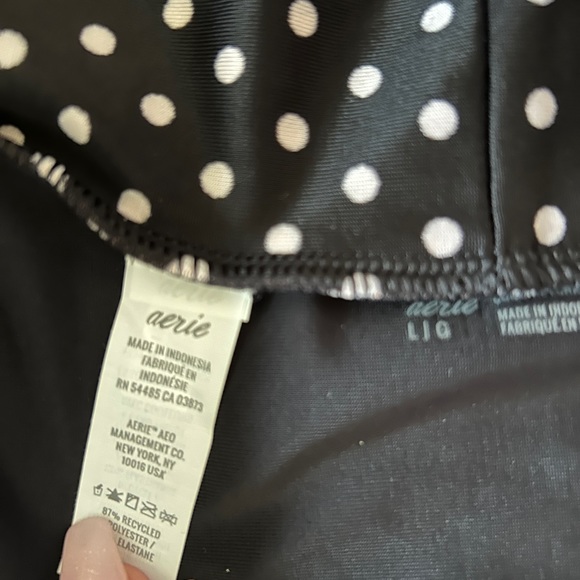 aerie
MADE IN INDONESIA
FABRIQUÉ EN
INDONÉSIE
RN 54485 CA 03873
AERIE™ AEO
MANAGEMENT CO.
NEW YORK, NY
10016 USA
87% RECYCLED
POLYESTER /
ELASTANE
aerie
L|G
MADE IN INDO
FABRIQUÉ EN